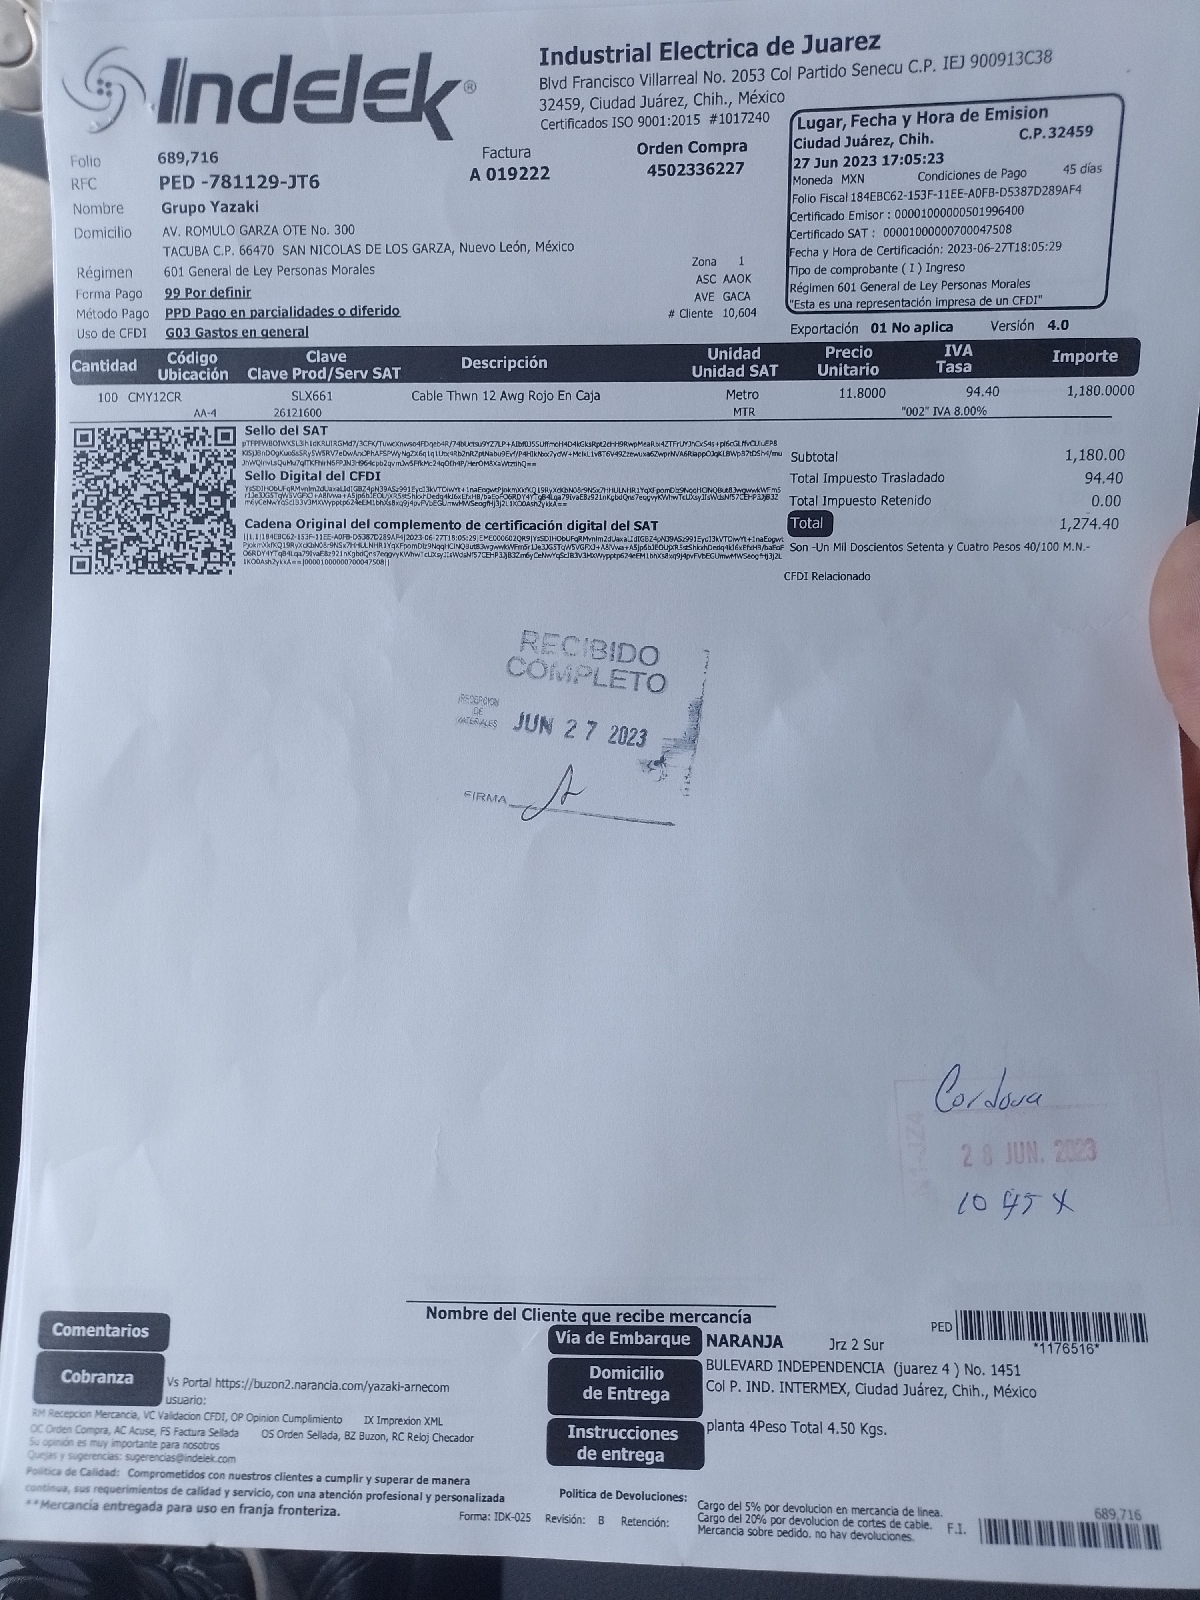 Indelek®
Industrial Electrica de Juarez
Blvd Francisco Villarreal No. 2053 Col Partido Senecu C.P. IEJ 900913C38
32459, Ciudad Juárez, Chih., México
Certificados ISO 9001:2015 #1017240
Folio 689,716
Factura
A 019222
Orden Compra
4502336227
RFC PED -781129-JT6
Nombre Grupo Yazaki
Domicilio AV. ROMULO GARZA OTE No. 300
TACUBA C.P. 66470 SAN NICOLAS DE LOS GARZA, Nuevo León, México
Régimen 601 General de Ley Personas Morales
Forma Pago 99 Por definir
Método Pago PPD Pago en parcialidades o diferido
Uso de CFDI G03 Gastos en general
Zona 1
ASC AAOK
AVE GACA
# Cliente 10,604
Lugar, Fecha y Hora de Emision
Ciudad Juárez, Chih. C.P.32459
27 Jun 2023 17:05:23
Moneda MXN Condiciones de Pago 45 días
Folio Fiscal 184EBC62-153F-11EE-A0FB-D5387D289AF4
Certificado Emisor : 00001000000501996400
Certificado SAT : 00001000000700047508
Fecha y Hora de Certificación: 2023-06-27T18:05:29
Tipo de comprobante ( I ) Ingreso
Régimen 601 General de Ley Personas Morales
"Esta es una representación impresa de un CFDI"
Exportación 01 No aplica Versión 4.0
Cantidad Código Ubicación Clave Clave Prod/Serv SAT Descripción Unidad Unidad SAT Precio Unitario IVA Tasa Importe
100 CMY12CR SLX661 Cable Thwn 12 Awg Rojo En Caja Metro 11.8000 94.40 1,180.0000
AA-4 26121600 MTR "002" IVA 8.00%
Sello del SAT
Sello Digital del CFDI
Cadena Original del complemento de certificación digital del SAT
Subtotal 1,180.00
Total Impuesto Trasladado 94.40
Total Impuesto Retenido 0.00
Total 1,274.40
Son -Un Mil Doscientos Setenta y Cuatro Pesos 40/100 M.N.-
CFDI Relacionado
RECIBIDO
COMPLETO
RECEPCION
DE
MATERIALES
JUN 27 2023
FIRMA
Cordova
28 JUN. 2023
Nombre del Cliente que recibe mercancía
Comentarios
Cobranza
Vs Portal https://buzon2.narancia.com/yazaki-arnecom
usuario:
RM Recepcion Mercancia, VC Validacion CFDI, OP Opinion Cumplimiento IX Imprexion XML
OC Orden Compra, AC Acuse, FS Factura Sellada OS Orden Sellada, BZ Buzon, RC Reloj Checador
Su opinión es muy importante para nosotros
Quejas y sugerencias: sugerencias@indelek.com
Politica de Calidad: Comprometidos con nuestros clientes a cumplir y superar de manera
continua, sus requerimientos de calidad y servicio, con una atención profesional y personalizada
**Mercancia entregada para uso en franja fronteriza.
Vía de Embarque NARANJA Jrz 2 Sur
PED *1176516*
Domicilio de Entrega
BULEVARD INDEPENDENCIA (juarez 4 ) No. 1451
Col P. IND. INTERMEX, Ciudad Juárez, Chih., México
Instrucciones de entrega
planta 4Peso Total 4.50 Kgs.
Forma: IDK-025 Revisión: B Retención:
Politica de Devoluciones:
Cargo del 5% por devolucion en mercancia de linea.
Cargo del 20% por devolucion de cortes de cable.
Mercancia sobre pedido, no hay devoluciones.
F.I. 689,716